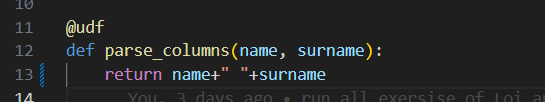 10
11 @udf
12 def parse_columns(name, surname):
13 return name+" "+surname
14 You, 3 days ago • run all exersise of Loi